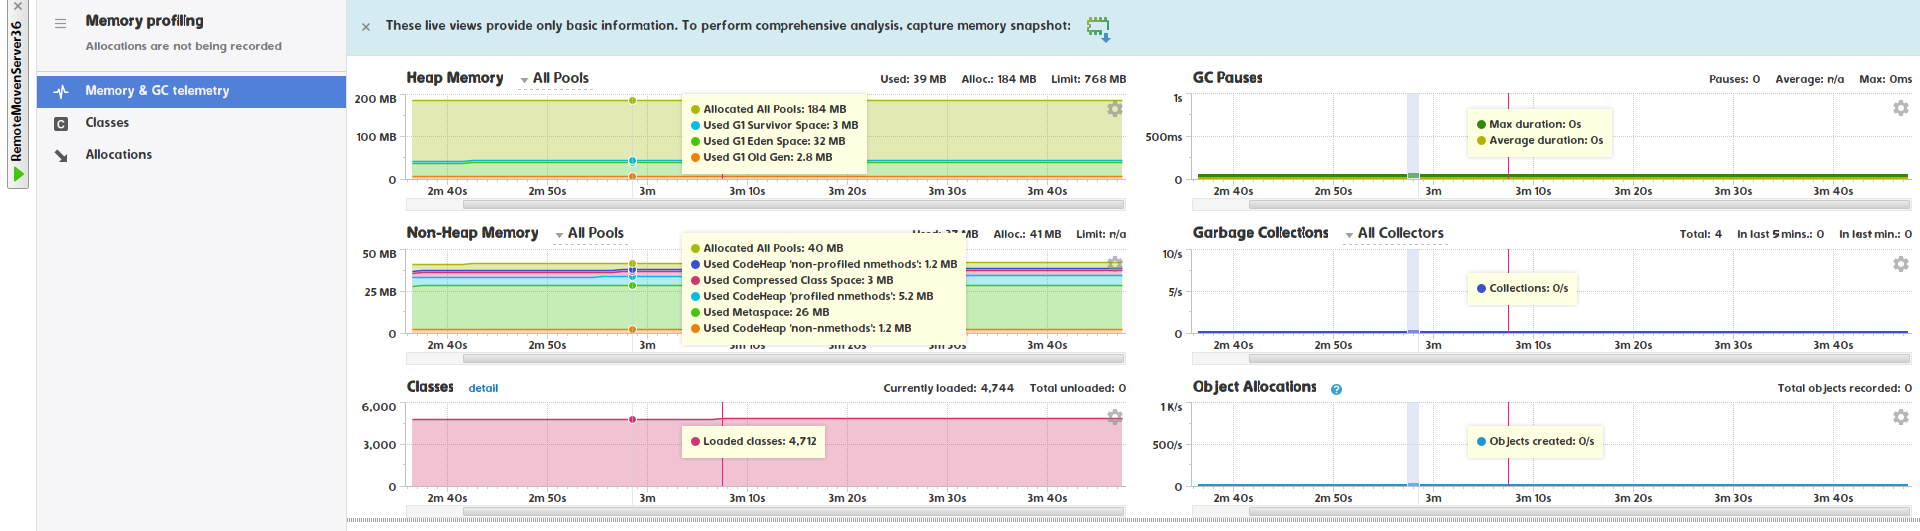 RemoteMavenServer36
Memory profiling
Allocations are not being recorded
Memory & GC telemetry
C Classes
Allocations
These live views provide only basic information. To perform comprehensive analysis, capture memory snapshot:
Heap Memory All Pools Used: 39 MB Alloc.: 184 MB Limit: 768 MB
200 MB
100 MB
0
Allocated All Pools: 184 MB
Used G1 Survivor Space: 3 MB
Used G1 Eden Space: 32 MB
Used G1 Old Gen: 2.8 MB
2m 40s 2m 50s 3m 3m 10s 3m 20s 3m 30s 3m 40s
GC Pauses Pauses: 0 Average: n/a Max: 0ms
1s
500ms
0
Max duration: 0s
Average duration: 0s
2m 40s 2m 50s 3m 3m 10s 3m 20s 3m 30s 3m 40s
Non-Heap Memory All Pools Used: 37 MB Alloc.: 41 MB Limit: n/a
50 MB
25 MB
0
Allocated All Pools: 40 MB
Used CodeHeap 'non-profiled nmethods': 1.2 MB
Used Compressed Class Space: 3 MB
Used CodeHeap 'profiled nmethods': 5.2 MB
Used Metaspace: 26 MB
Used CodeHeap 'non-nmethods': 1.2 MB
2m 40s 2m 50s 3m 3m 10s 3m 20s 3m 30s 3m 40s
Garbage Collections All Collectors Total: 4 In last 5 mins.: 0 In last min.: 0
10/s
5/s
0
Collections: 0/s
2m 40s 2m 50s 3m 3m 10s 3m 20s 3m 30s 3m 40s
Classes detail Currently loaded: 4,744 Total unloaded: 0
6,000
3,000
0
Loaded classes: 4,712
2m 40s 2m 50s 3m 3m 10s 3m 20s 3m 30s 3m 40s
Object Allocations ? Total objects recorded: 0
1 K/s
500/s
0
Objects created: 0/s
2m 40s 2m 50s 3m 3m 10s 3m 20s 3m 30s 3m 40s